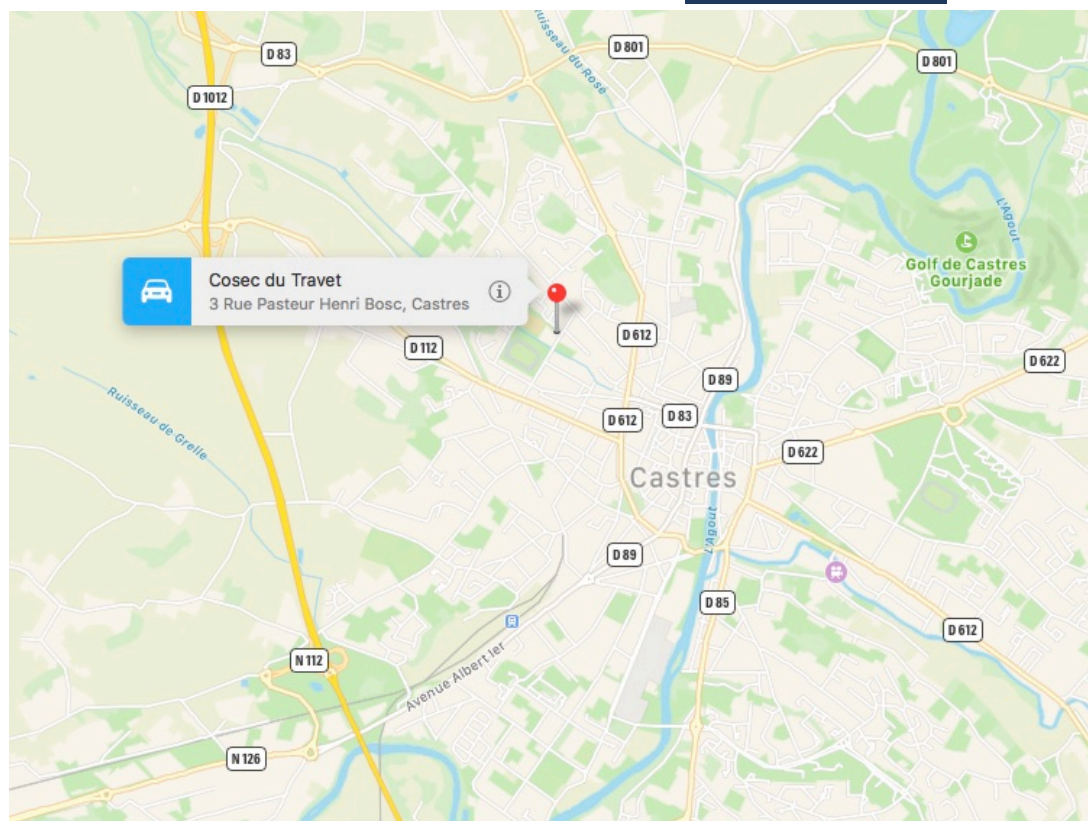 Ruisseau du Rosé
D 801
D 83
D 801
D 1012
L'Agout
Golf de Castres
Gourjade
Cosec du Travet
3 Rue Pasteur Henri Bosc, Castres
D 612
D 112
D 622
D 89
Ruisseau de Grelle
D 612
D 83
D 622
Castres
L'Agout
D 89
D 85
D 612
N 112
Avenue Albert Ier
N 126